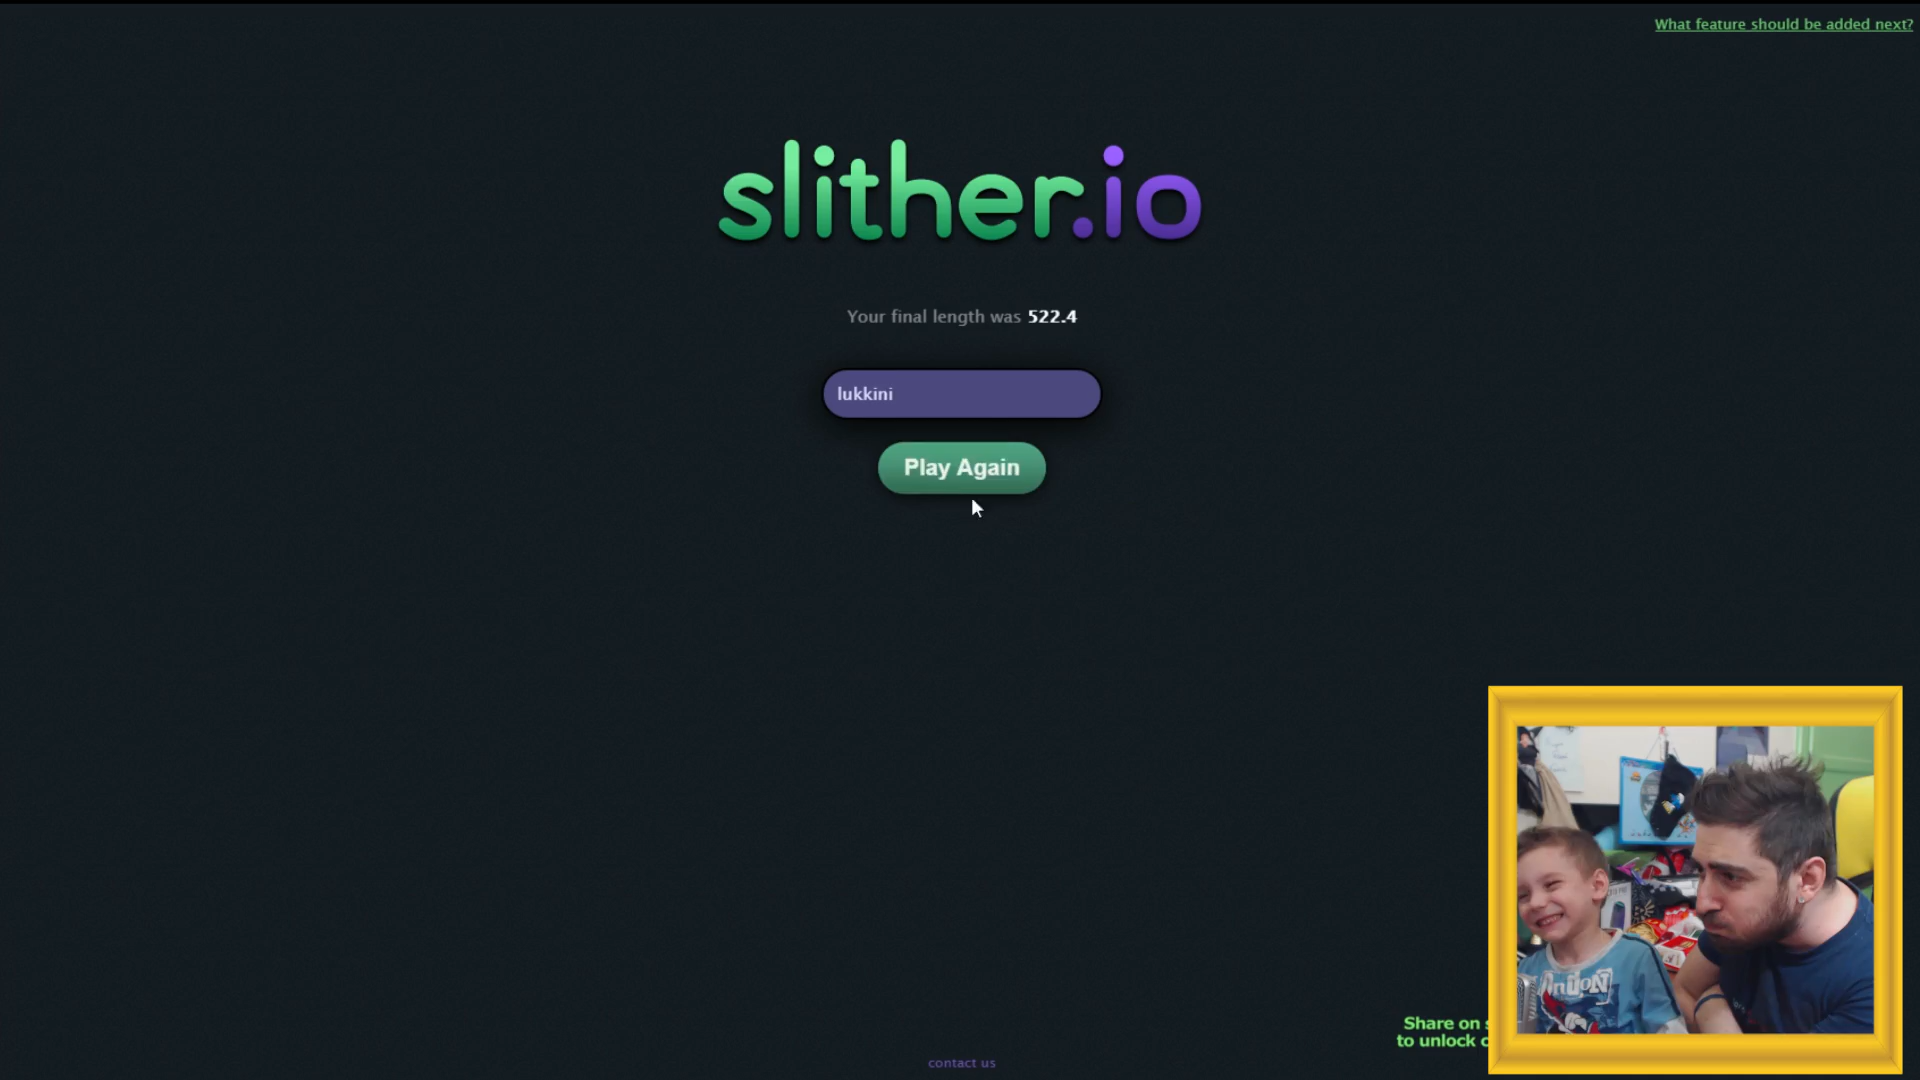 What feature should be added next?
slither.io
Your final length was 522.4
lukkini
Play Again
Share on
to unlock
contact us